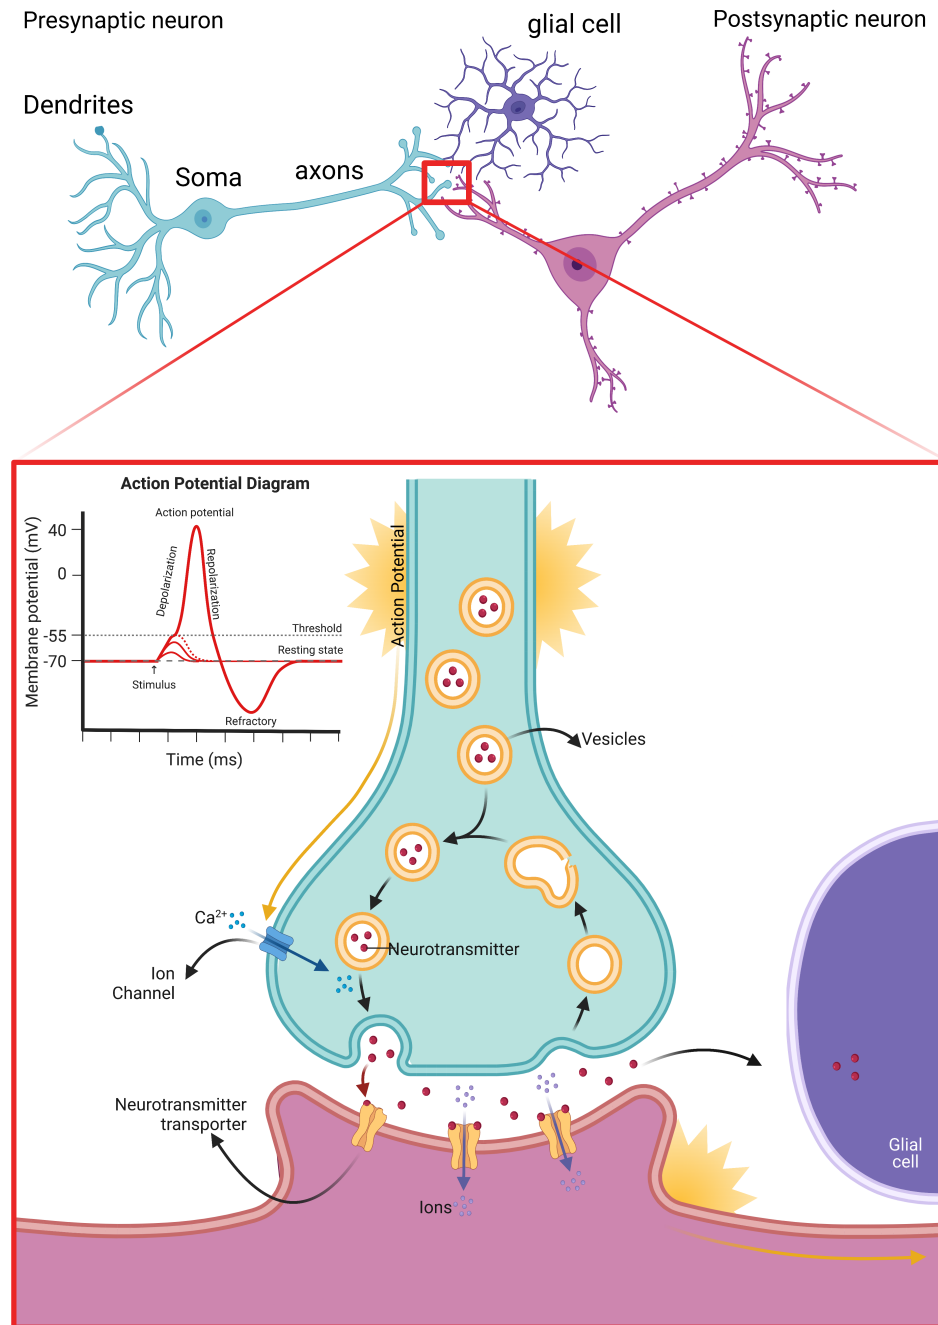 Presynaptic neuron
glial cell
Postsynaptic neuron
Dendrites
Soma
axons
Action Potential Diagram
Membrane potential (mV)
40
0
-55
-70
Action potential
Depolarization
Repolarization
Threshold
Resting state
Stimulus
Refractory
Time (ms)
Action Potential
Vesicles
Ca²⁺
Neurotransmitter
Ion
Channel
Neurotransmitter
transporter
Glial
cell
Ions